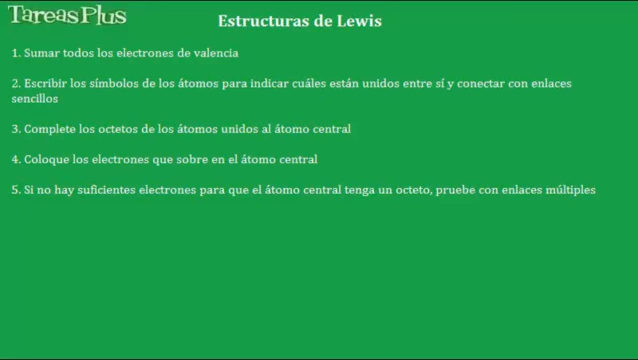 TareasPlus
Estructuras de Lewis
1. Sumar todos los electrones de valencia
2. Escribir los símbolos de los átomos para indicar cuáles están unidos entre sí y conectar con enlaces
sencillos
3. Complete los octetos de los átomos unidos al átomo central
4. Coloque los electrones que sobre en el átomo central
5. Si no hay suficientes electrones para que el átomo central tenga un octeto, pruebe con enlaces múltiples